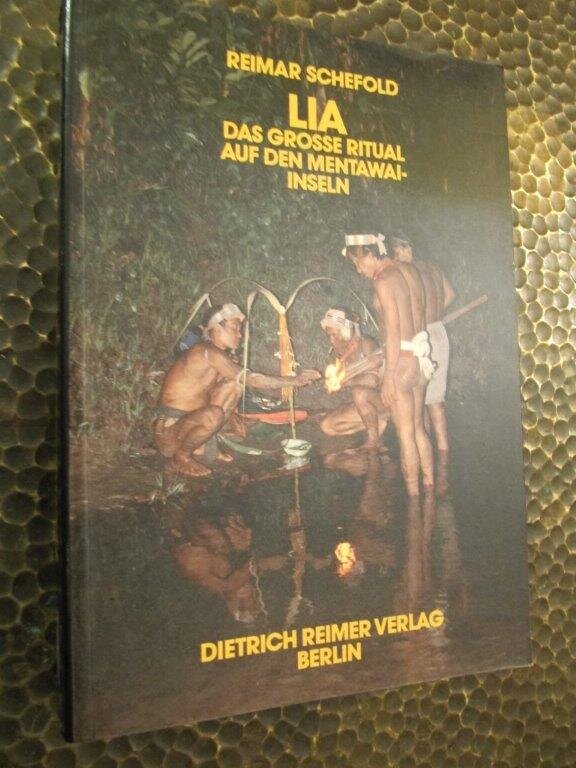 REIMAR SCHEFOLD
LIA
DAS GROSSE RITUAL
AUF DEN MENTAWAI-
INSELN
DIETRICH REIMER VERLAG
BERLIN